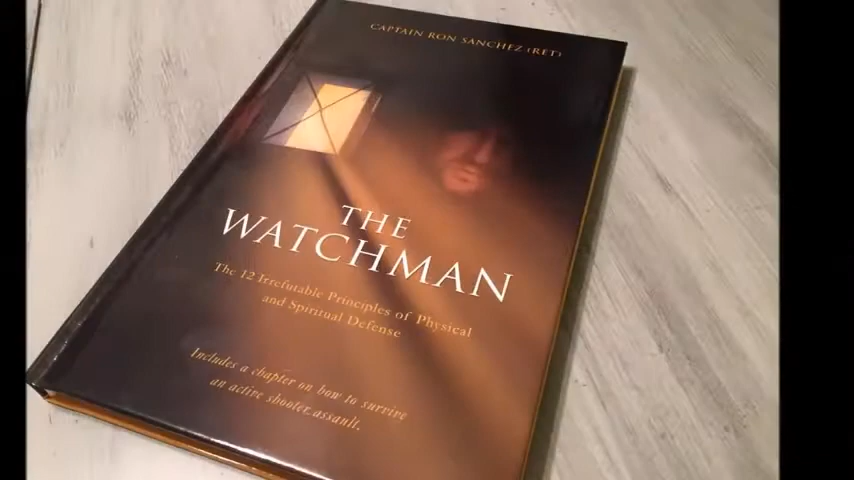 CAPTAIN RON SANCHEZ (RET)
THE
WATCHMAN
The 12 Irrefutable Principles of Physical
and Spiritual Defense
Includes a chapter on how to survive
an active shooter assault.